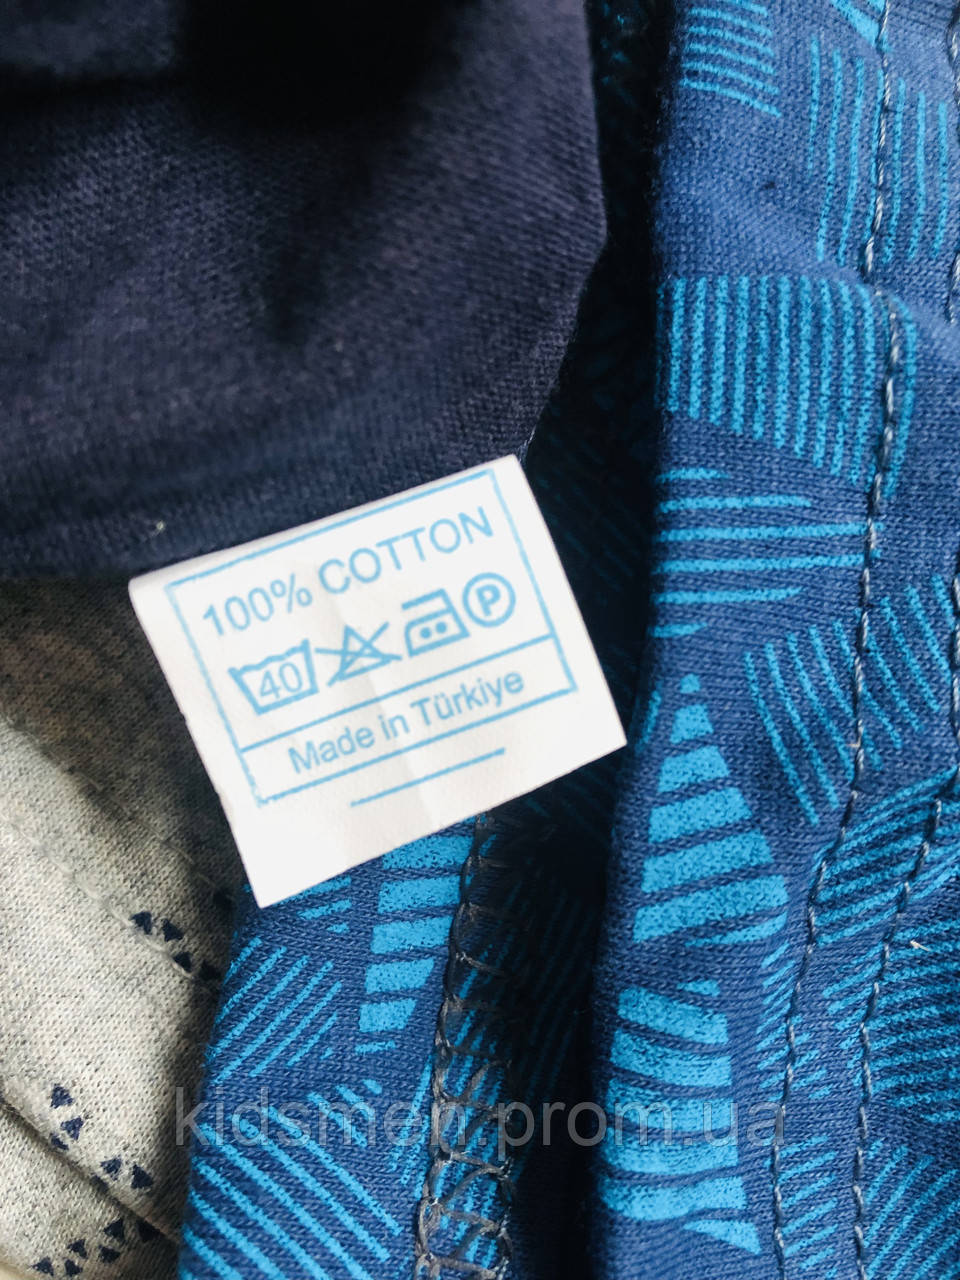 100% COTTON
40 P
Made in Türkiye
kidsmen.prom.ua